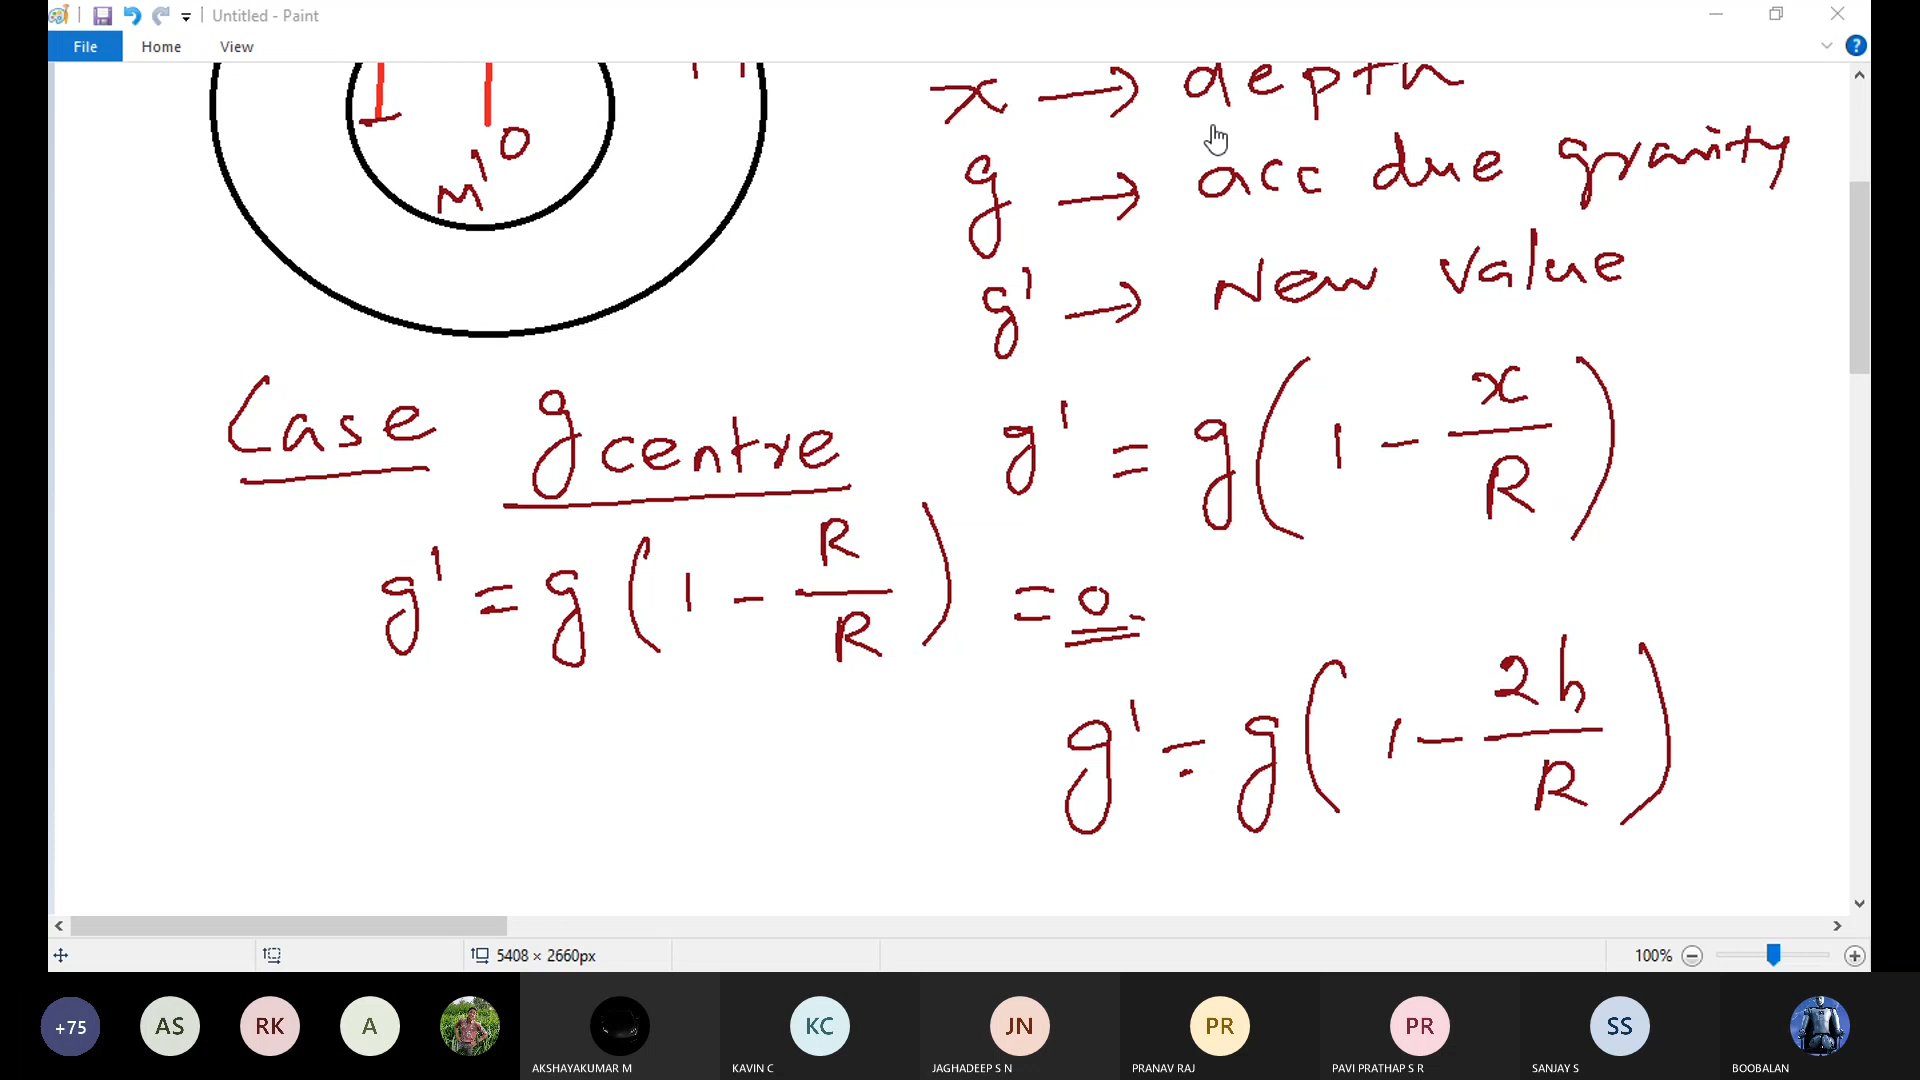 Untitled - Paint
File Home View
x → depth
g → acc due gravity
g' → New value
M' O
Case g centre
g' = g(1 - x/R)
g' = g(1 - R/R) = 0.
g' = g(1 - 2h/R)
5408 × 2660px
100%
+75 AS RK A KC JN PR PR SS
AKSHAYAKUMAR M KAVIN C JAGHADEEP S N PRANAV RAJ PAVI PRATHAP S R SANJAY S BOOBALAN